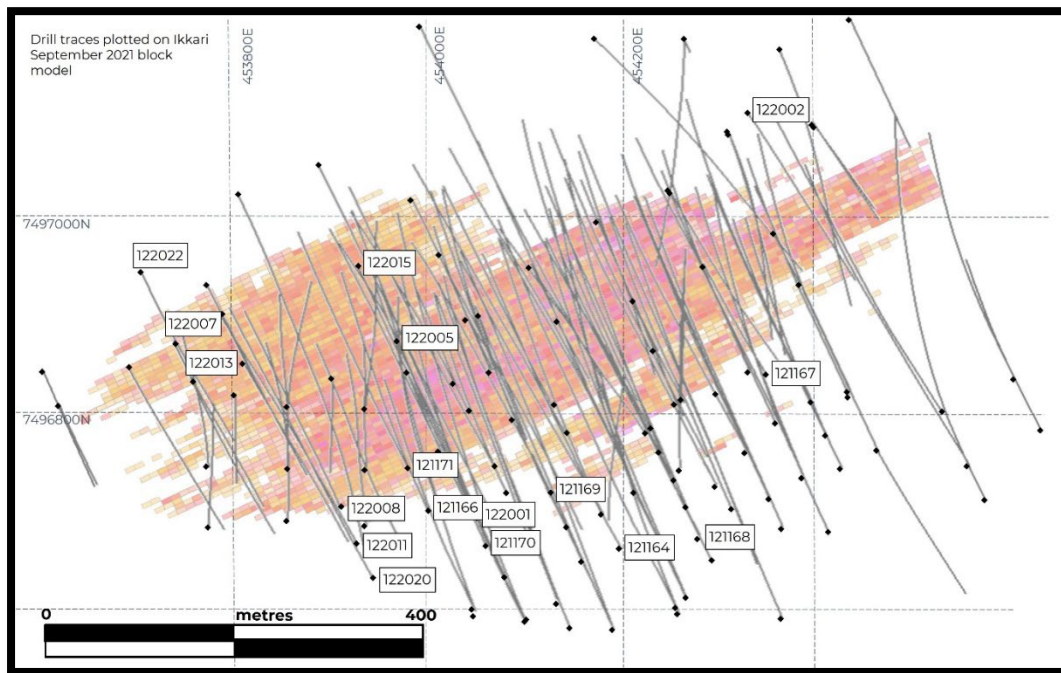 Drill traces plotted on Ikkari
September 2021 block
model
453800E
454000E
454200E
122002
7497000N
122022
122015
122007
122005
122013
121167
7496800N
121171
121169
122008
121166
122001
122011
121170
121164
121168
122020
0 metres 400